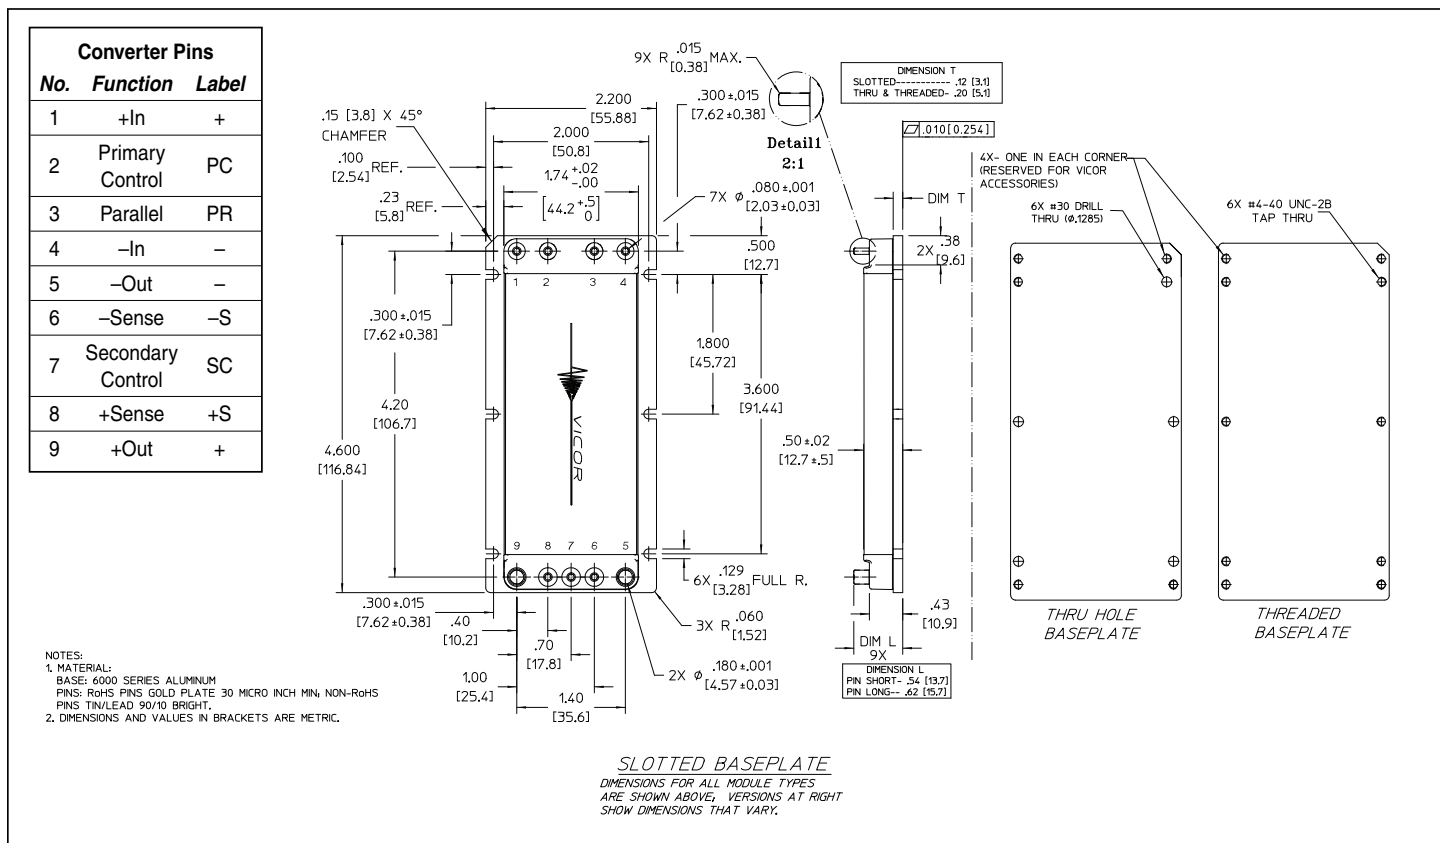 Converter Pins
No. Function Label
1 +In +
2 Primary Control PC
3 Parallel PR
4 –In –
5 –Out –
6 –Sense –S
7 Secondary Control SC
8 +Sense +S
9 +Out +
.15 [3.8] X 45°
CHAMFER
.100
[2.54] REF.
.23
[5.8] REF.
2.200
[55.88]
2.000
[50.8]
1.74 +.02
-.00
[44.2 +.5
0]
.300 ±.015
[7.62 ±0.38]
9X R .015
[0.38] MAX.
Detail1
2:1
7X Ø .080 ±.001
[2.03 ±0.03]
.500
[12.7]
1 2 3 4
.300 ±.015
[7.62 ±0.38]
1.800
[45.72]
3.600
[91.44]
4.20
[106.7]
4.600
[116.84]
VICOR
9 8 7 6 5
6X .129
[3.28] FULL R.
3X R .060
[1.52]
2X Ø .180 ±.001
[4.57 ±0.03]
.300 ±.015
[7.62 ±0.38]
.40
[10.2]
.70
[17.8]
1.00
[25.4]
1.40
[35.6]
DIMENSION T
SLOTTED---------- .12 [3.1]
THRU & THREADED- .20 [5.1]
.010 [0.254]
DIM T
2X .38
[9.6]
.50 ±.02
[12.7 ±.5]
.43
[10.9]
DIM L
9X
DIMENSION L
PIN SHORT- .54 [13.7]
PIN LONG-- .62 [15.7]
4X- ONE IN EACH CORNER
(RESERVED FOR VICOR
ACCESSORIES)
6X #30 DRILL
THRU (Ø.1285)
6X #4-40 UNC-2B
TAP THRU
THRU HOLE
BASEPLATE
THREADED
BASEPLATE
NOTES:
1. MATERIAL:
BASE: 6000 SERIES ALUMINUM
PINS: RoHS PINS GOLD PLATE 30 MICRO INCH MIN; NON-RoHS
PINS TIN/LEAD 90/10 BRIGHT.
2. DIMENSIONS AND VALUES IN BRACKETS ARE METRIC.
SLOTTED BASEPLATE
DIMENSIONS FOR ALL MODULE TYPES
ARE SHOWN ABOVE; VERSIONS AT RIGHT
SHOW DIMENSIONS THAT VARY.